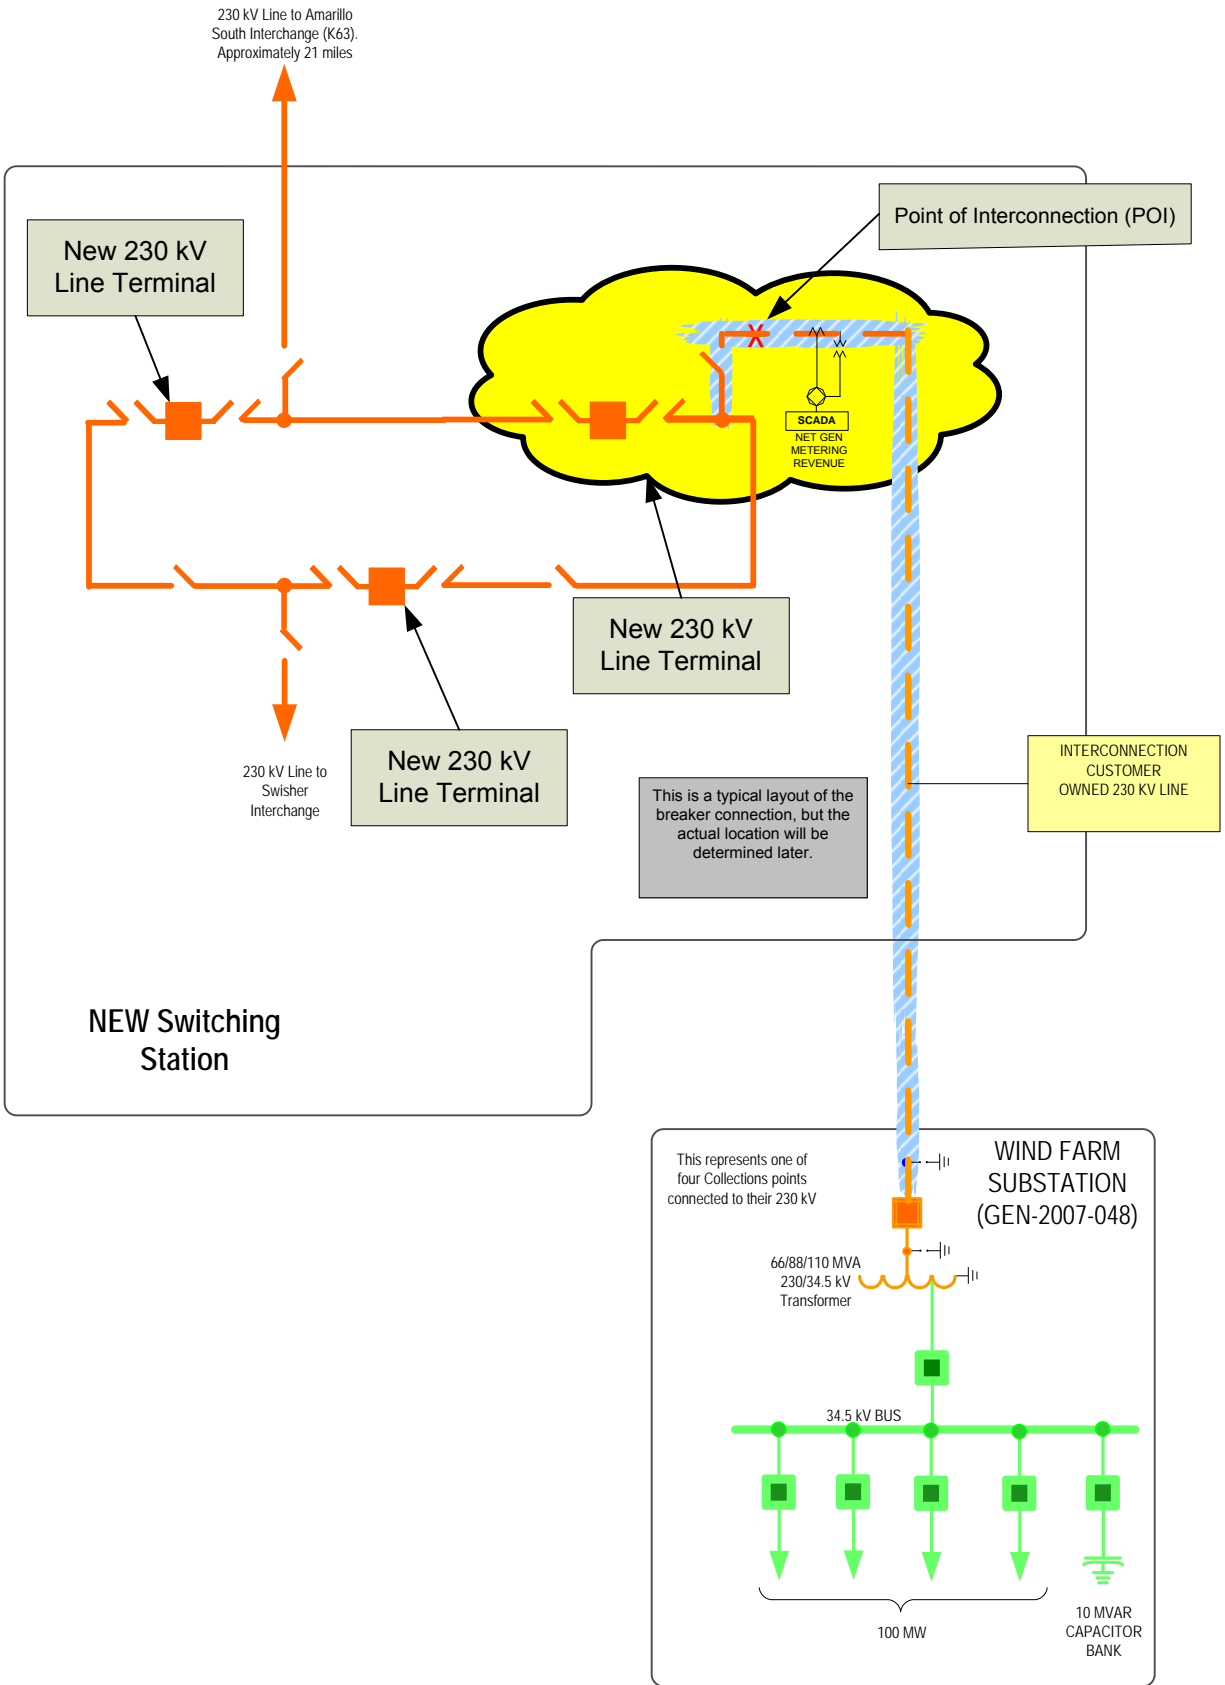 230 kV Line to Amarillo
South Interchange (K63).
Approximately 21 miles
Point of Interconnection (POI)
New 230 kV
Line Terminal
X
SCADA
NET GEN
METERING
REVENUE
New 230 kV
Line Terminal
New 230 kV
Line Terminal
230 kV Line to
Swisher
Interchange
This is a typical layout of the
breaker connection, but the
actual location will be
determined later.
INTERCONNECTION
CUSTOMER
OWNED 230 KV LINE
NEW Switching
Station
This represents one of
four Collections points
connected to their 230 kV
WIND FARM
SUBSTATION
(GEN-2007-048)
66/88/110 MVA
230/34.5 kV
Transformer
34.5 kV BUS
100 MW
10 MVAR
CAPACITOR
BANK